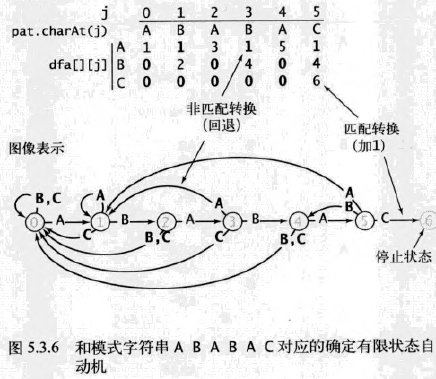 j 0 1 2 3 4 5
pat.charAt(j) A B A B A C
A 1 1 3 1 5 1
dfa[][j] B 0 2 0 4 0 4
C 0 0 0 0 0 6
非匹配转换
(回退)
匹配转换
(加1)
图像表示
B,C A A A
B
0 A 1 B 2 A 3 B 4 A 5 C 6
C B,C C B,C
停止状态
图 5.3.6 和模式字符串 A B A B A C 对应的确定有限状态自
动机